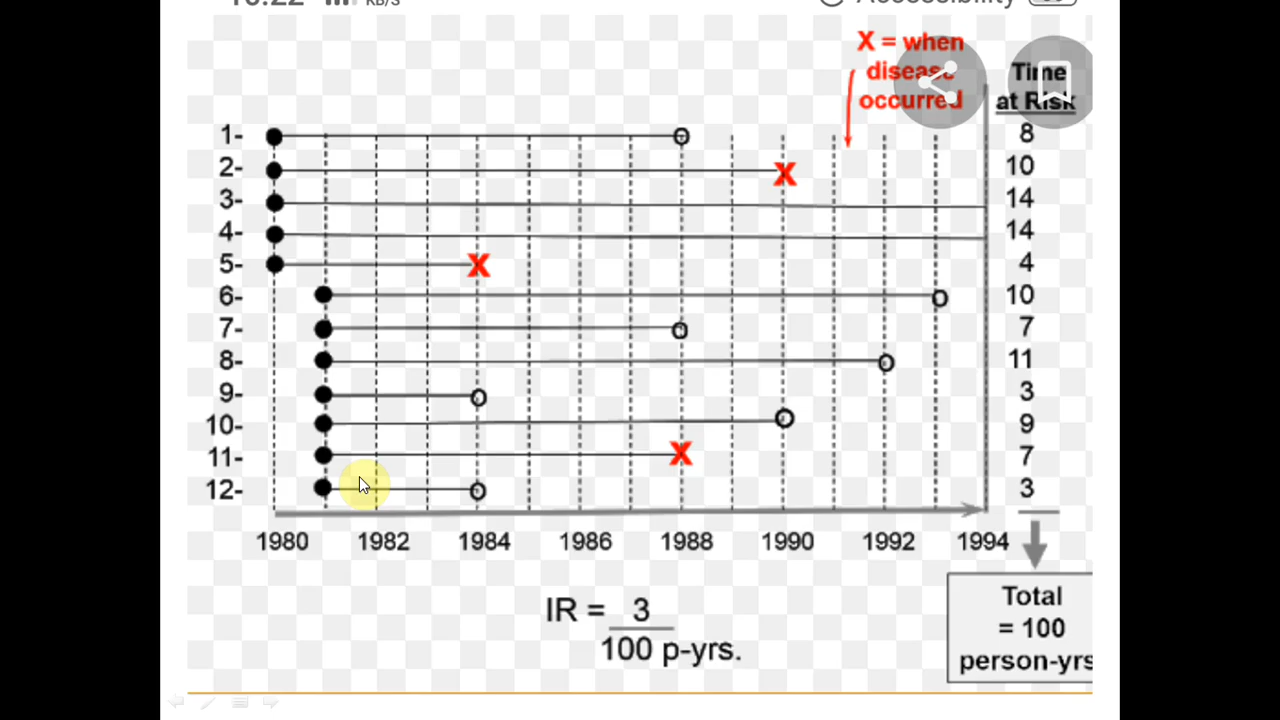 KB/S
X = when
disease
occurred
Time
at Risk
1- 8
2- X 10
3- 14
4- 14
5- X 4
6- 10
7- 7
8- 11
9- 3
10- 9
11- X 7
12- 3
1980 1982 1984 1986 1988 1990 1992 1994
IR = 3
100 p-yrs.
Total
= 100
person-yrs